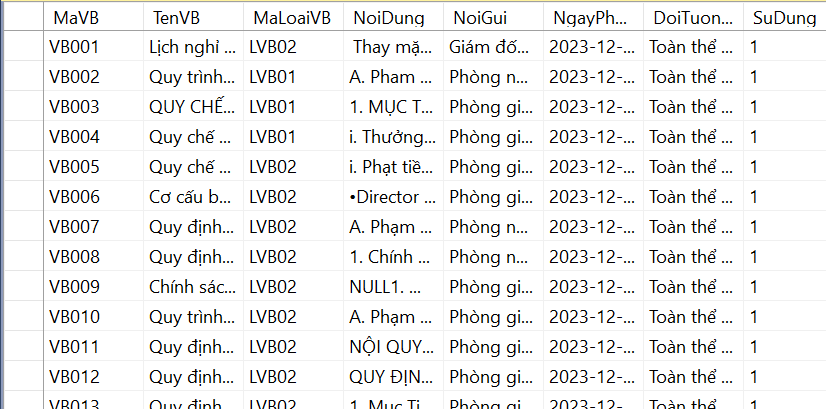 MaVB TenVB MaLoaiVB NoiDung NoiGui NgayPh... DoiTuon... SuDung
VB001 Lịch nghỉ ... LVB02 Thay mặ... Giám đố... 2023-12-... Toàn thể ... 1
VB002 Quy trình... LVB01 A. Pham ... Phòng n... 2023-12-... Toàn thể ... 1
VB003 QUY CHẾ... LVB01 1. MỤC T... Phòng gi... 2023-12-... Toàn thể ... 1
VB004 Quy chế ... LVB01 i. Thưởng... Phòng gi... 2023-12-... Toàn thể ... 1
VB005 Quy chế ... LVB02 i. Phạt tiề... Phòng gi... 2023-12-... Toàn thể ... 1
VB006 Cơ cấu b... LVB02 •Director ... Phòng gi... 2023-12-... Toàn thể ... 1
VB007 Quy định... LVB02 A. Phạm ... Phòng n... 2023-12-... Toàn thể ... 1
VB008 Quy định... LVB02 1. Chính ... Phòng n... 2023-12-... Toàn thể ... 1
VB009 Chính sác... LVB02 NULL1. ... Phòng gi... 2023-12-... Toàn thể ... 1
VB010 Quy trình... LVB02 A. Phạm ... Phòng gi... 2023-12-... Toàn thể ... 1
VB011 Quy định... LVB02 NỘI QUY... Phòng gi... 2023-12-... Toàn thể ... 1
VB012 Quy định... LVB02 QUY ĐỊN... Phòng gi... 2023-12-... Toàn thể ... 1
VB013 Quy định... LVB02 1. Mục Ti... Phòng gi... 2023-12-... Toàn thể ... 1